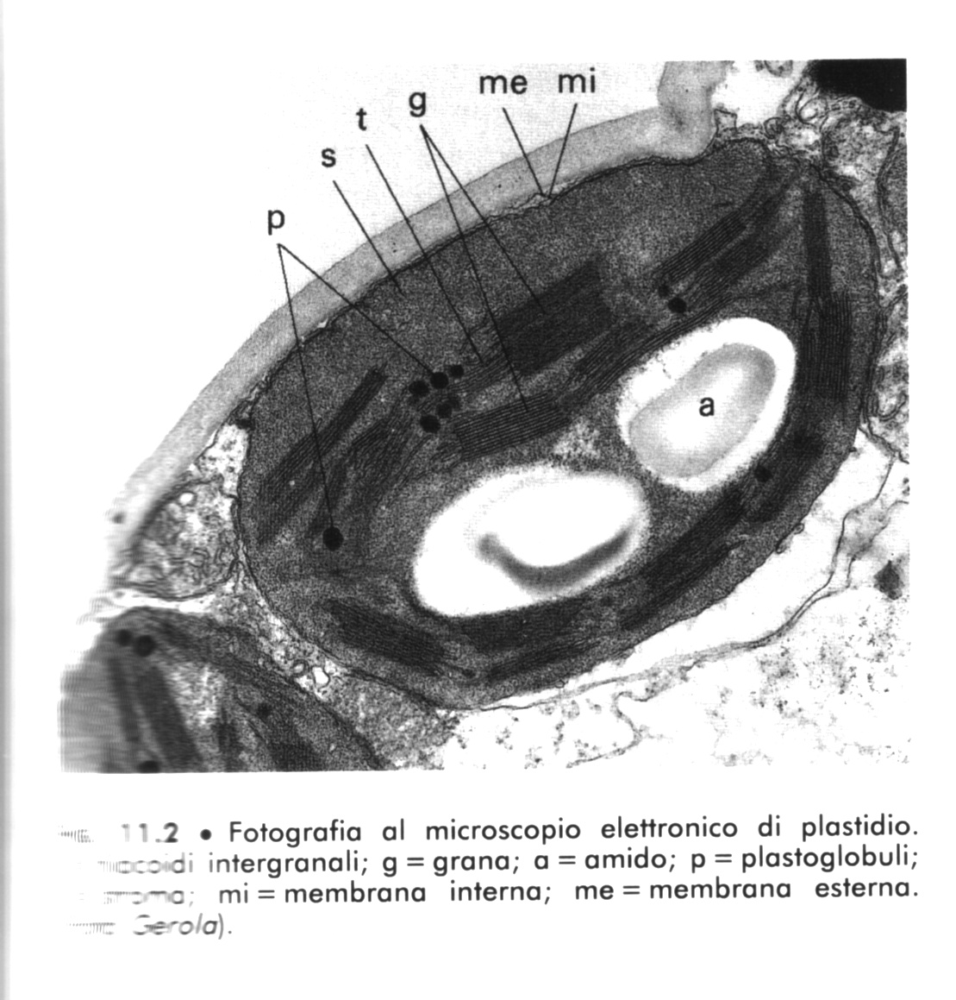 me mi
g
t
s
p
a
11.2 • Fotografia al microscopio elettronico di plastidio.
intergranali; g = grana; a = amido; p = plastoglobuli;
mi = membrana interna; me = membrana esterna.
Gerola).